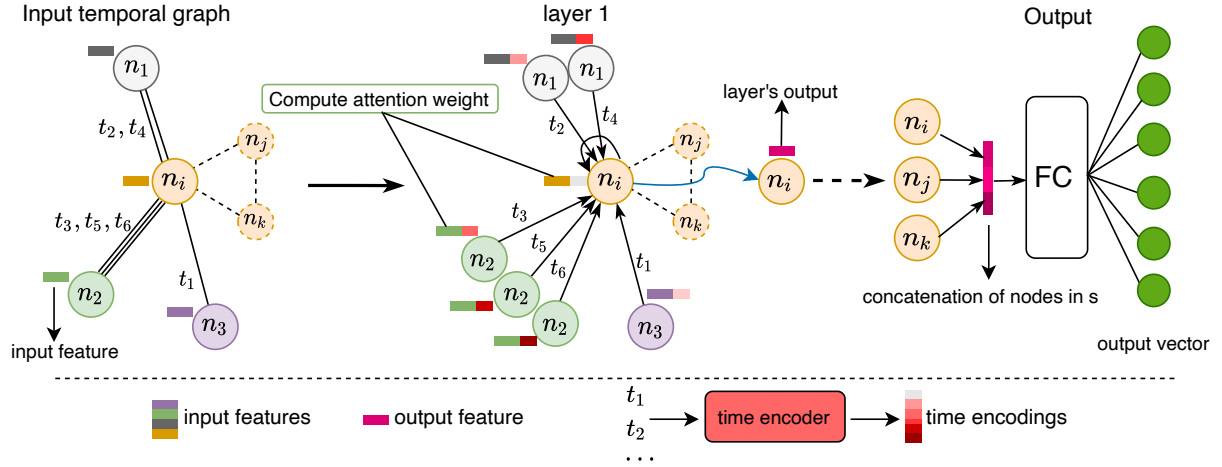 Input temporal graph
layer 1
Output
n₁
t₂, t₄
nᵢ
nⱼ
nₖ
t₃, t₅, t₆
t₁
n₂
n₃
input feature
Compute attention weight
n₁
n₁
t₂
t₄
nᵢ
nⱼ
nₖ
t₃
t₅
t₆
t₁
n₂
n₂
n₂
n₃
layer's output
nᵢ
nᵢ
nⱼ
nₖ
FC
concatenation of nodes in s
output vector
input features
output feature
t₁
t₂
...
time encoder
time encodings